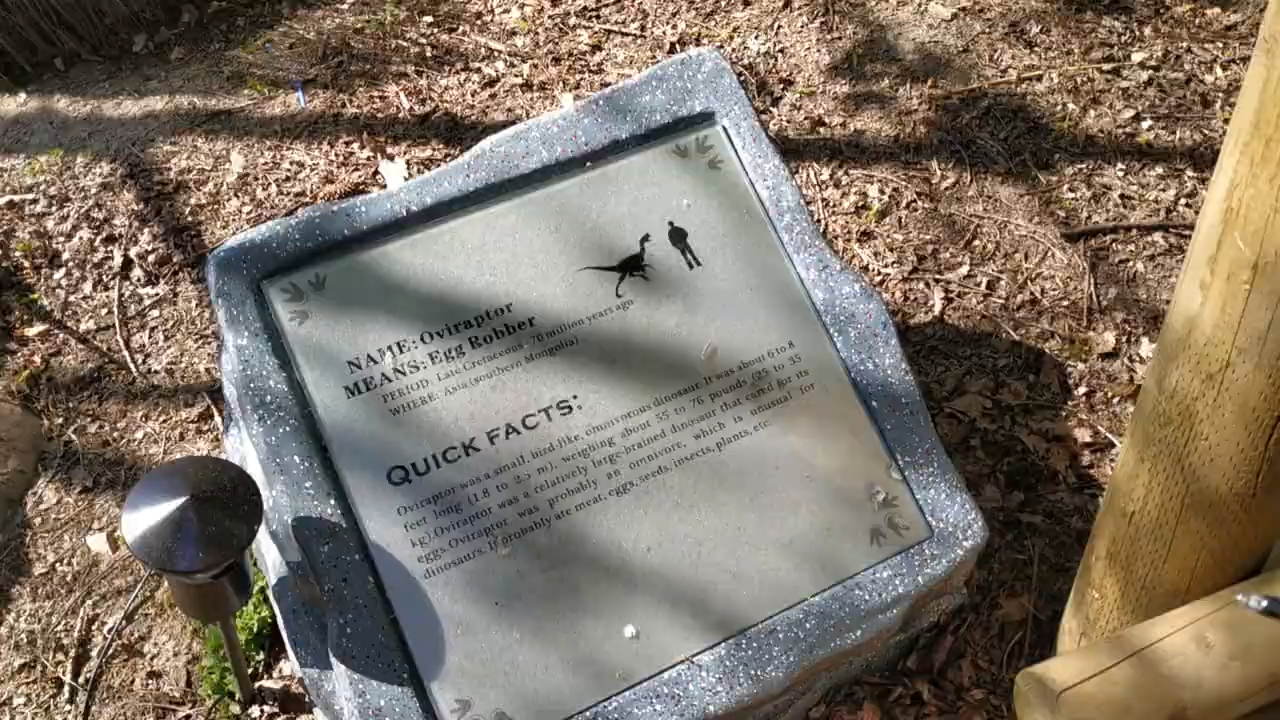 NAME: Oviraptor
MEANS: Egg Robber
PERIOD: Late Cretaceous - 70 million years ago
WHERE: Asia (southern Mongolia)
QUICK FACTS:
Oviraptor was a small, bird-like, omnivorous dinosaur. It was about 6 to 8
feet long (1.8 to 2.5 m), weighing about 55 to 76 pounds (25 to 35
kg).Oviraptor was a relatively large-brained dinosaur that cared for its
eggs. Oviraptor was probably an omnivore, which is unusual for
dinosaurs. It probably ate meat, eggs, seeds, insects, plants, etc.